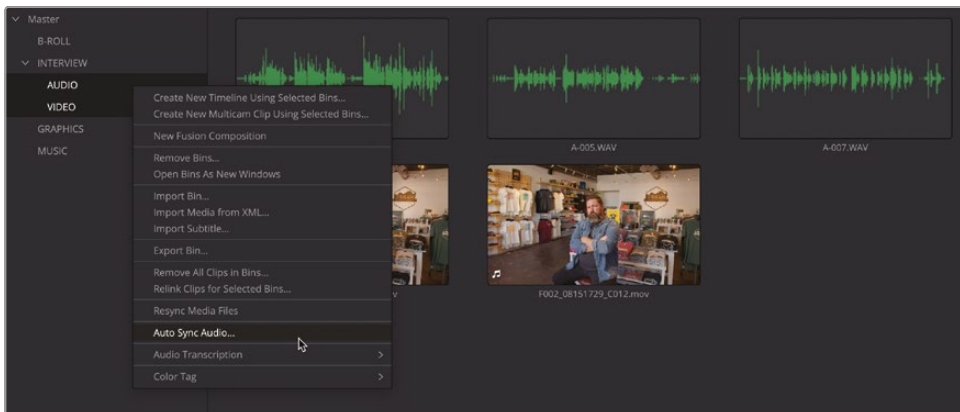 Master
B-ROLL
INTERVIEW
AUDIO
VIDEO
GRAPHICS
MUSIC
Create New Timeline Using Selected Bins...
Create New Multicam Clip Using Selected Bins...
New Fusion Composition
Remove Bins...
Open Bins As New Windows
Import Bin...
Import Media from XML...
Import Subtitle...
Export Bin...
Remove All Clips in Bins...
Relink Clips for Selected Bins...
Resync Media Files
Auto Sync Audio...
Audio Transcription
Color Tag
A-005.WAV
A-007.WAV
F002_08151729_C012.mov